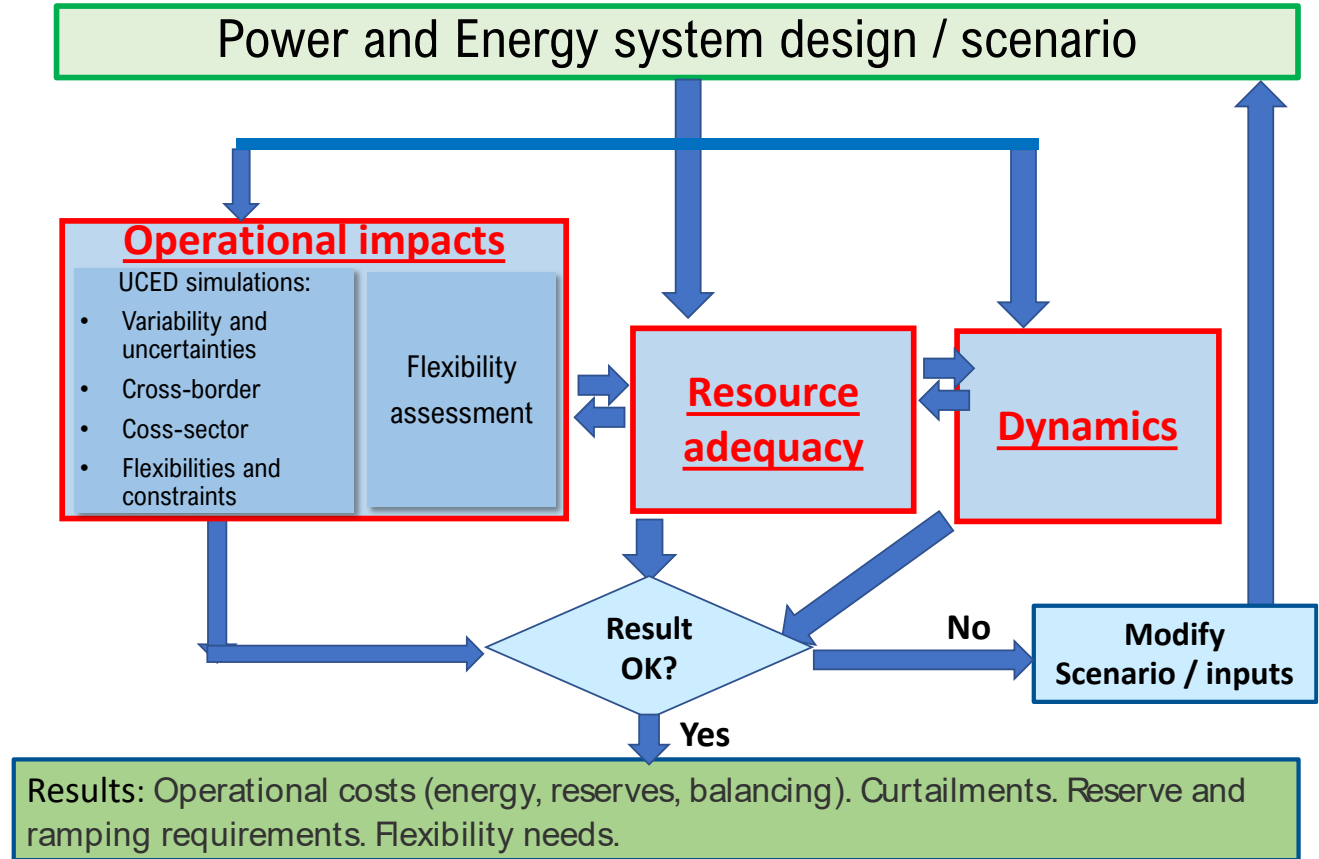 Power and Energy system design / scenario
Operational impacts
UCED simulations:
• Variability and
uncertainties
• Cross-border
• Coss-sector
• Flexibilities and
constraints
Flexibility
assessment
Resource
adequacy
Dynamics
Result
OK?
No
Modify
Scenario / inputs
Yes
Results: Operational costs (energy, reserves, balancing). Curtailments. Reserve and
ramping requirements. Flexibility needs.